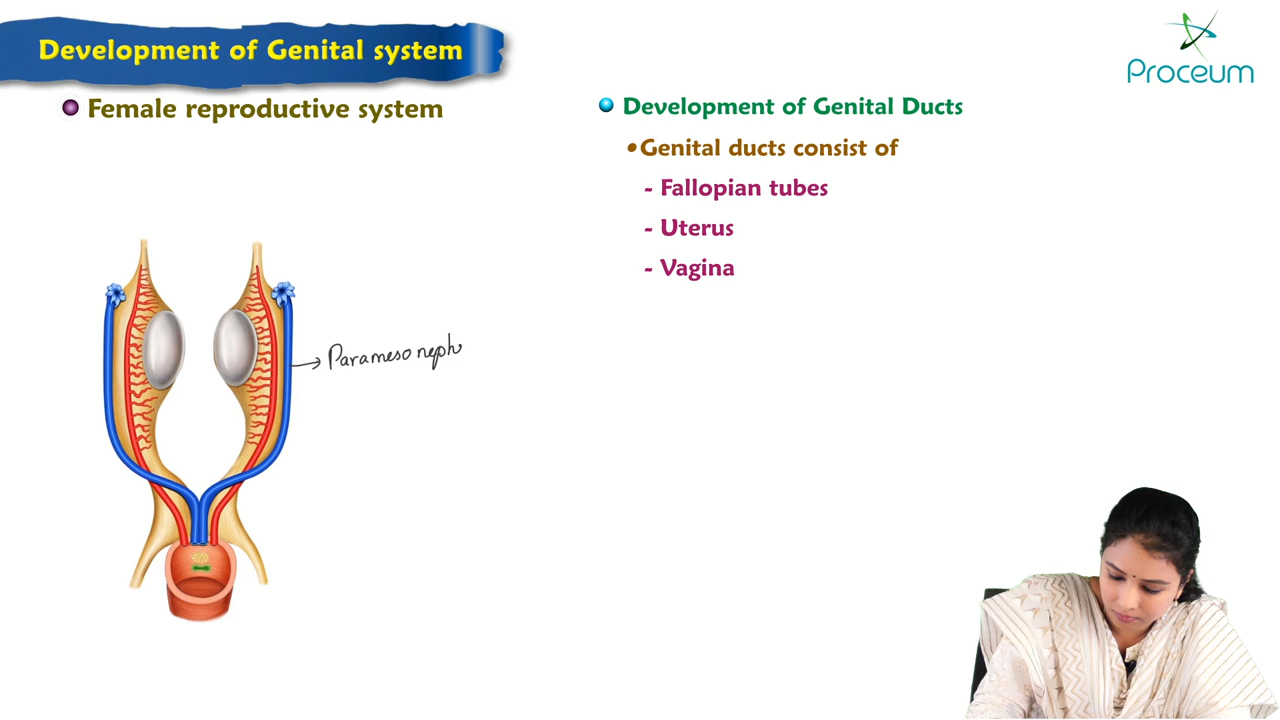 Development of Genital system
Proceum
Female reproductive system
Development of Genital Ducts
•Genital ducts consist of
- Fallopian tubes
- Uterus
- Vagina
Parameso neph